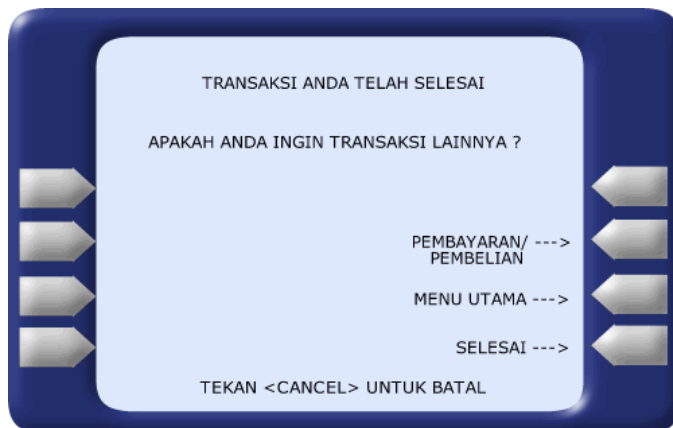 TRANSAKSI ANDA TELAH SELESAI
APAKAH ANDA INGIN TRANSAKSI LAINNYA ?
PEMBAYARAN/ --->
PEMBELIAN
MENU UTAMA --->
SELESAI --->
TEKAN <CANCEL> UNTUK BATAL